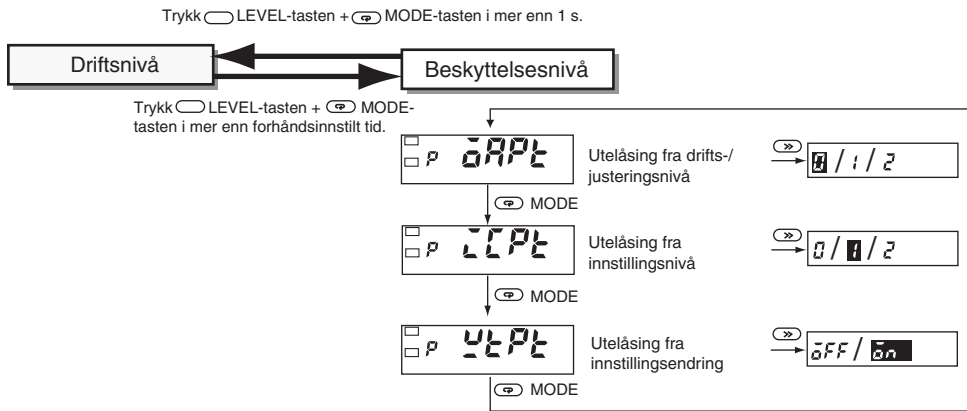 Trykk LEVEL-tasten + MODE-tasten i mer enn 1 s.
Driftsnivå
Beskyttelsesnivå
Trykk LEVEL-tasten + MODE-
tasten i mer enn forhåndsinnstilt tid.
P oAPt
Utelåsing fra drifts-/
justeringsnivå
0 / 1 / 2
MODE
P iCPt
Utelåsing fra
innstillingsnivå
0 / 1 / 2
MODE
P WtPt
Utelåsing fra
innstillingsendring
oFF / on
MODE